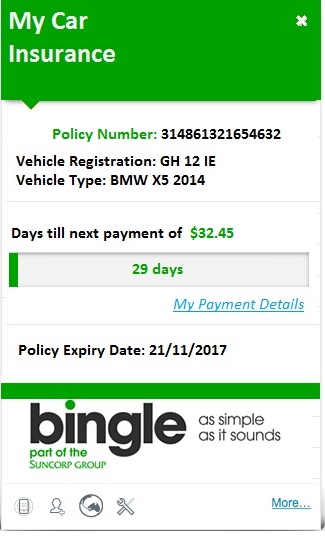 My Car
Insurance
Policy Number: 314861321654632
Vehicle Registration: GH 12 IE
Vehicle Type: BMW X5 2014
Days till next payment of $32.45
29 days
My Payment Details
Policy Expiry Date: 21/11/2017
bingle
as simple
as it sounds
part of the
SUNCORP GROUP
More...